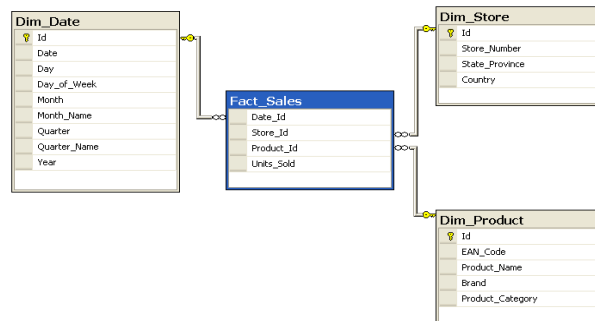 Dim_Date
Id
Date
Day
Day_of_Week
Month
Month_Name
Quarter
Quarter_Name
Year
Fact_Sales
Date_Id
Store_Id
Product_Id
Units_Sold
Dim_Store
Id
Store_Number
State_Province
Country
Dim_Product
Id
EAN_Code
Product_Name
Brand
Product_Category